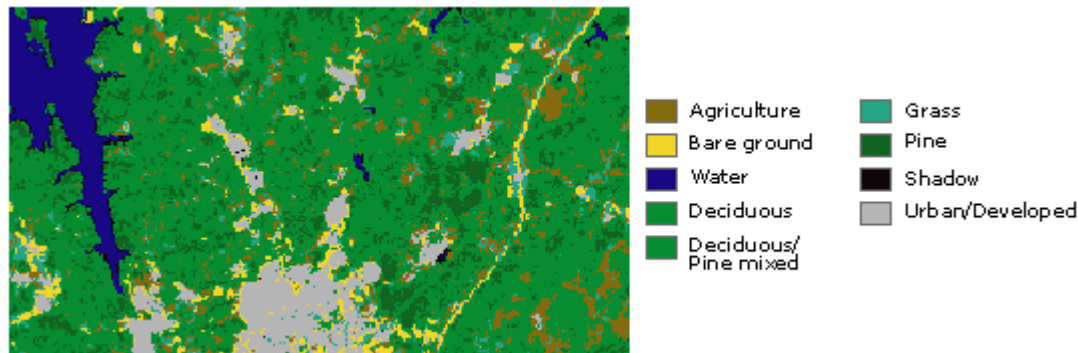 Agriculture
Bare ground
Water
Deciduous
Deciduous/
Pine mixed
Grass
Pine
Shadow
Urban/Developed